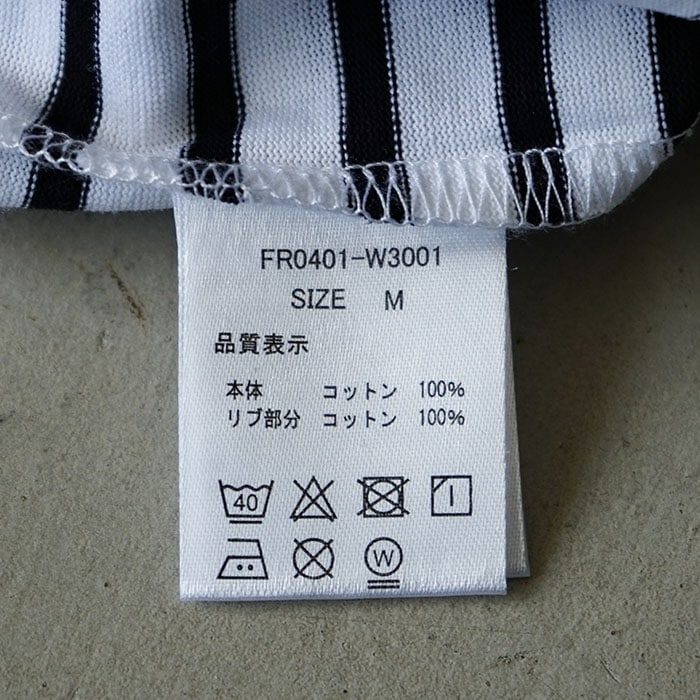 FR0401-W3001
SIZE M
品質表示
本体 コットン 100%
リブ部分 コットン 100%
40
W